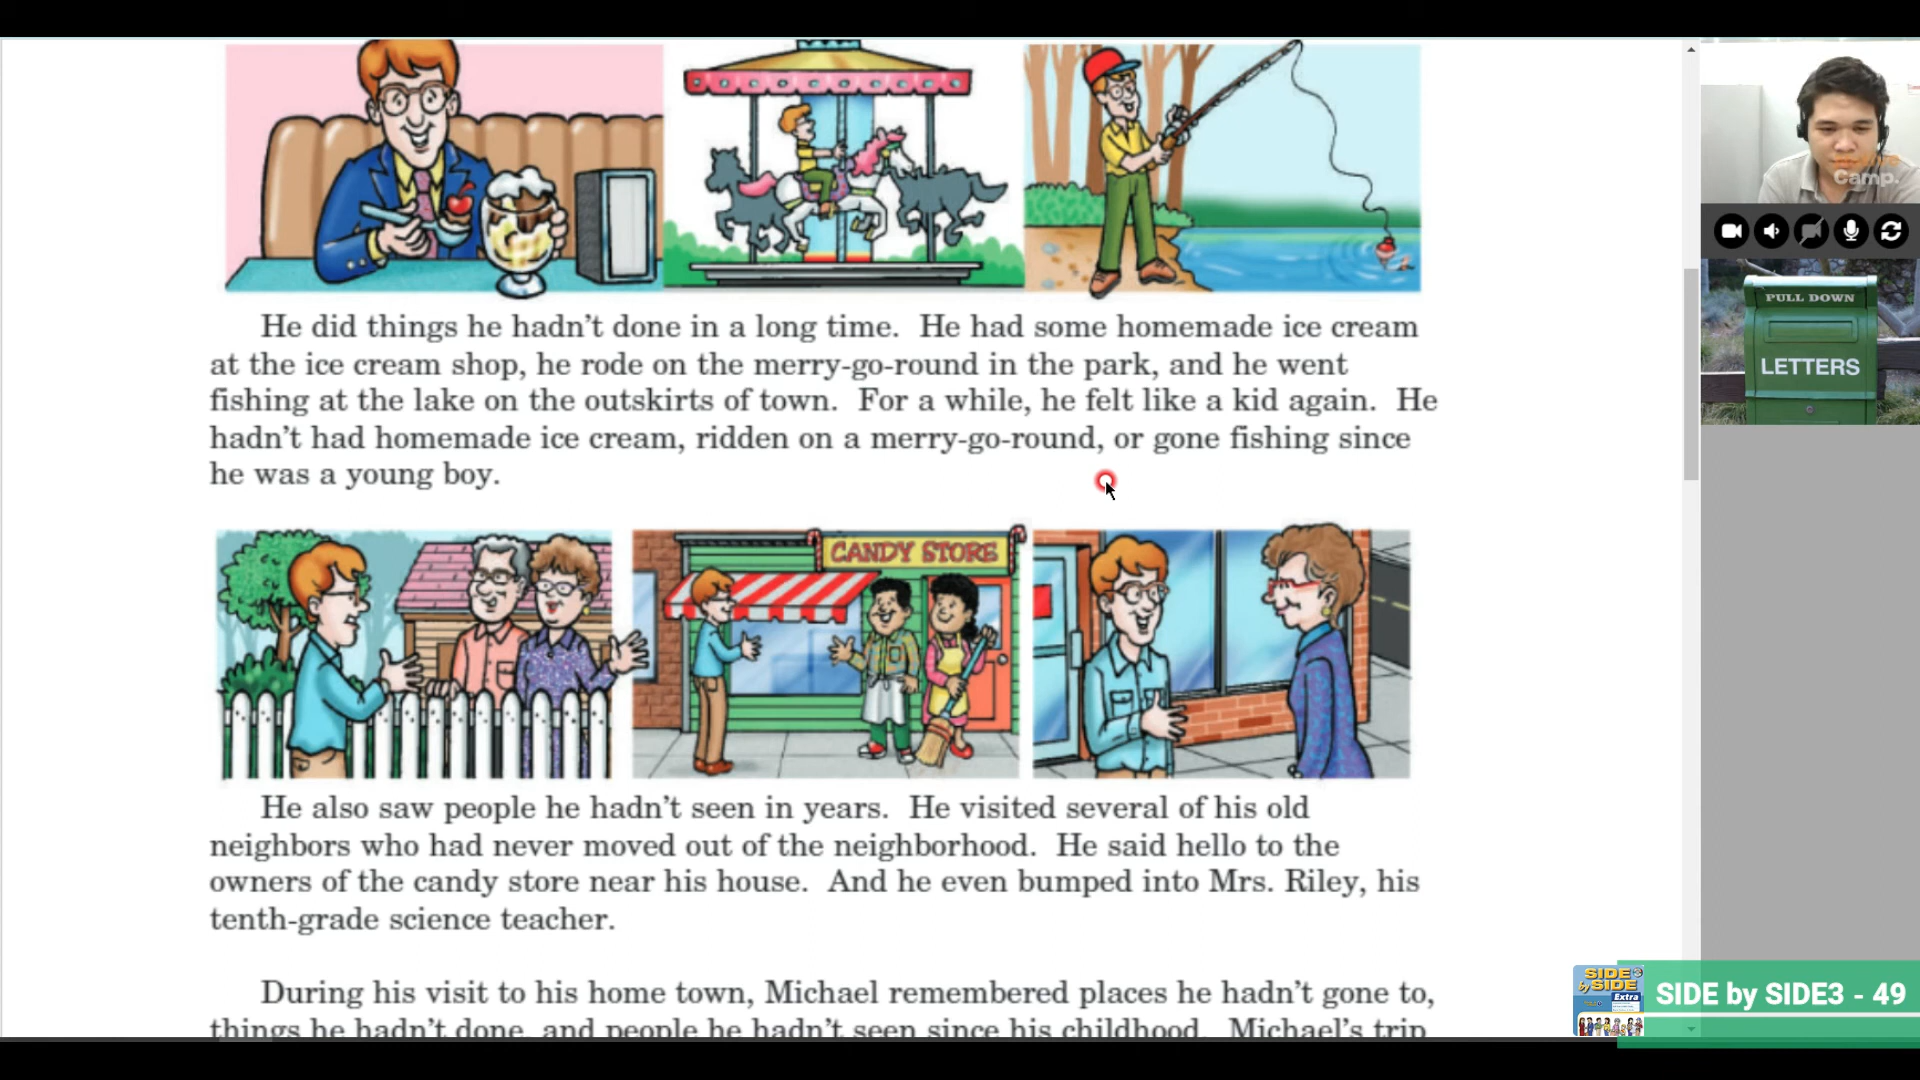 He did things he hadn't done in a long time. He had some homemade ice cream
at the ice cream shop, he rode on the merry-go-round in the park, and he went
fishing at the lake on the outskirts of town. For a while, he felt like a kid again. He
hadn't had homemade ice cream, ridden on a merry-go-round, or gone fishing since
he was a young boy.
CANDY STORE
He also saw people he hadn't seen in years. He visited several of his old
neighbors who had never moved out of the neighborhood. He said hello to the
owners of the candy store near his house. And he even bumped into Mrs. Riley, his
tenth-grade science teacher.
During his visit to his home town, Michael remembered places he hadn't gone to,
things he hadn't done, and people he hadn't seen since his childhood. Michael's trip
Camp.
PULL DOWN
LETTERS
SIDE
by
SIDE
Extra
SIDE by SIDE3 - 49